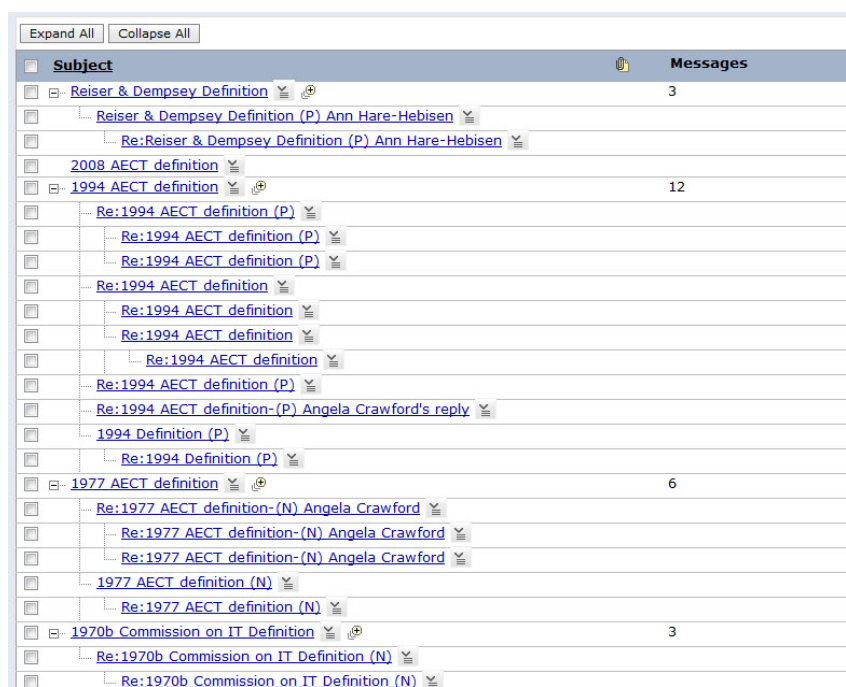 Expand All Collapse All
Subject Messages
Reiser & Dempsey Definition 3
Reiser & Dempsey Definition (P) Ann Hare-Hebisen
Re:Reiser & Dempsey Definition (P) Ann Hare-Hebisen
2008 AECT definition
1994 AECT definition 12
Re:1994 AECT definition (P)
Re:1994 AECT definition (P)
Re:1994 AECT definition (P)
Re:1994 AECT definition
Re:1994 AECT definition
Re:1994 AECT definition
Re:1994 AECT definition
Re:1994 AECT definition (P)
Re:1994 AECT definition-(P) Angela Crawford's reply
1994 Definition (P)
Re:1994 Definition (P)
1977 AECT definition 6
Re:1977 AECT definition-(N) Angela Crawford
Re:1977 AECT definition-(N) Angela Crawford
Re:1977 AECT definition-(N) Angela Crawford
1977 AECT definition (N)
Re:1977 AECT definition (N)
1970b Commission on IT Definition 3
Re:1970b Commission on IT Definition (N)
Re:1970b Commission on IT Definition (N)